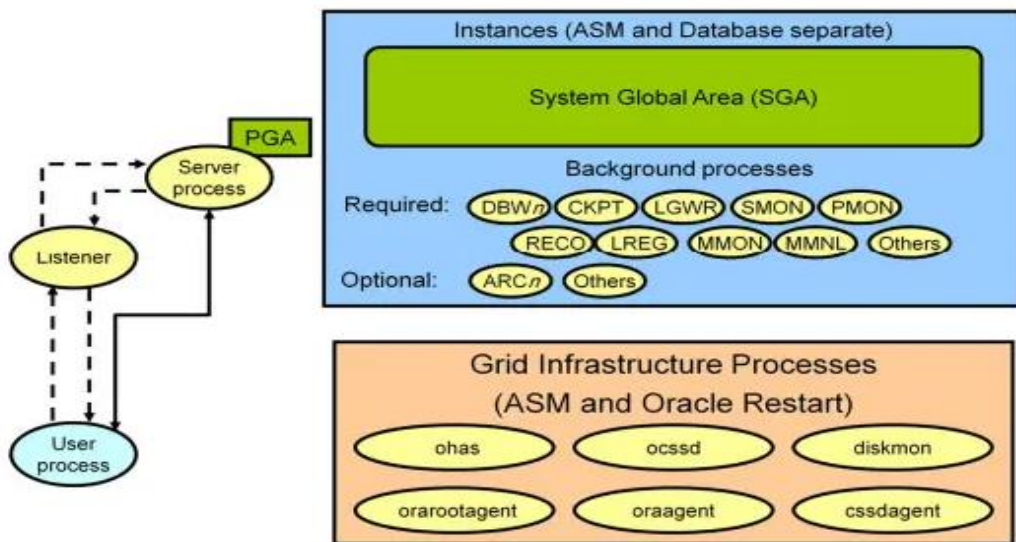 Instances (ASM and Database separate)
System Global Area (SGA)
PGA
Server
process
Listener
User
process
Background processes
Required:
DBWn
CKPT
LGWR
SMON
PMON
RECO
LREG
MMON
MMNL
Others
Optional:
ARCn
Others
Grid Infrastructure Processes
(ASM and Oracle Restart)
ohas
ocssd
diskmon
orarootagent
oraagent
cssdagent